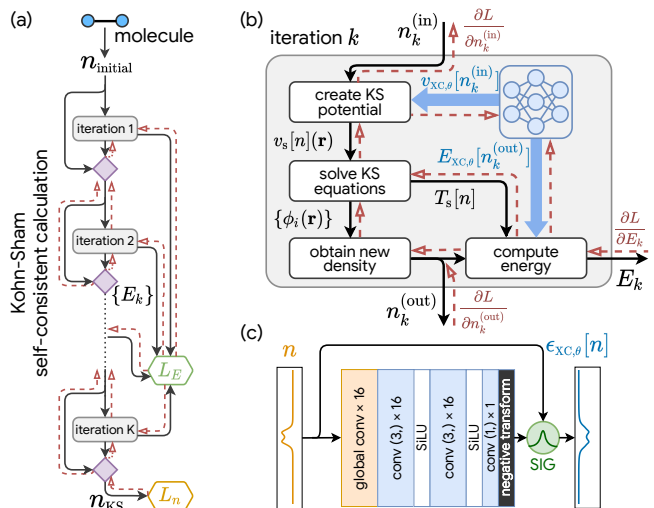 (a)
molecule
n_initial
iteration 1
iteration 2
{E_k}
L_E
iteration K
n_KS
L_n
Kohn-Sham
self-consistent calculation
(b)
iteration k
n_k^(in)
∂L
∂n_k^(in)
v_XC,θ[n_k^(in)]
create KS
potential
v_s[n](r)
E_XC,θ[n_k^(out)]
solve KS
equations
T_s[n]
{ϕ_i(r)}
obtain new
density
compute
energy
∂L
∂E_k
E_k
n_k^(out)
∂L
∂n_k^(out)
(c)
n
ϵ_XC,θ[n]
global conv × 16
conv (3,) × 16
SiLU
conv (3,) × 16
SiLU
conv (1,) × 1
negative transform
SIG